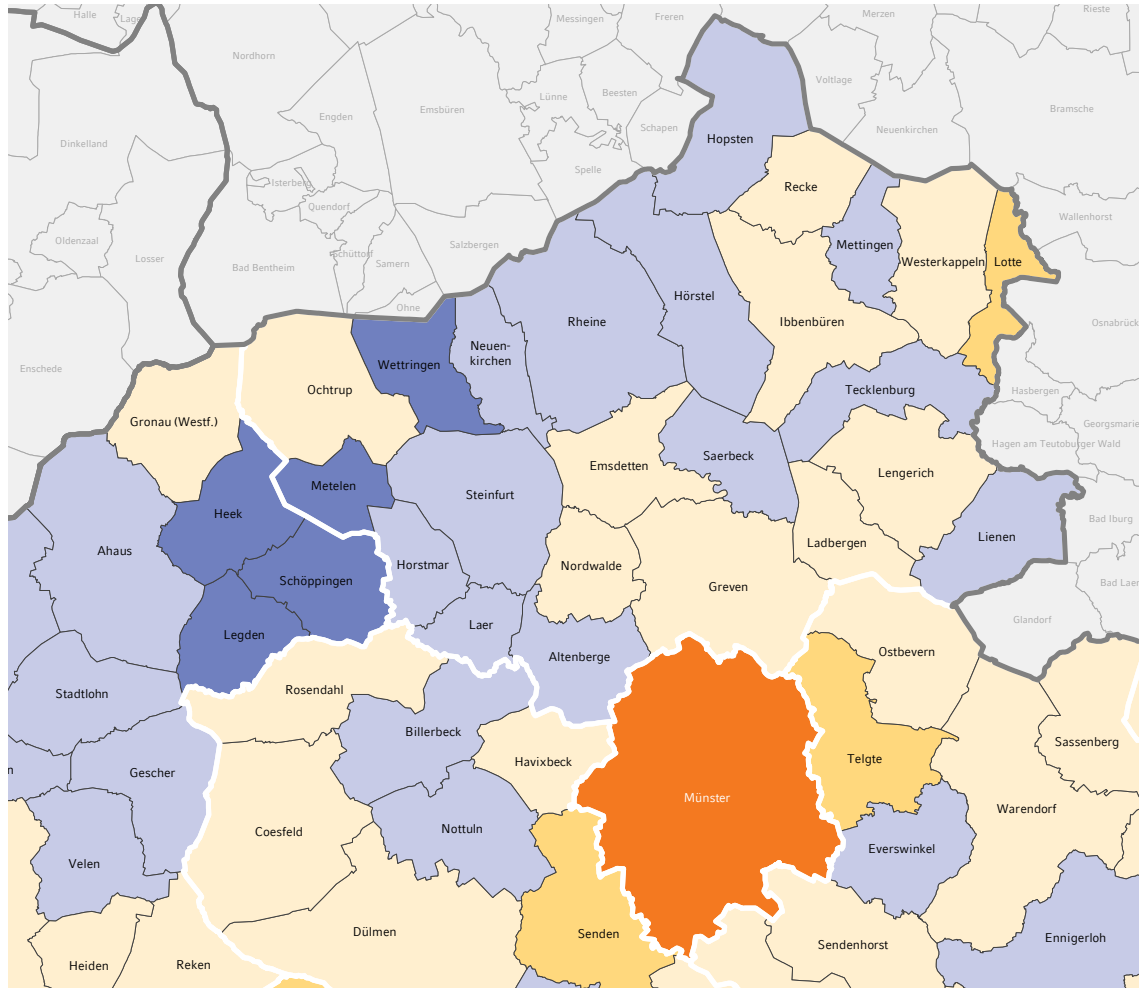 Halle
Lage
Messingen
Freren
Merzen
Rieste
Nordhorn
Voltlage
Lünne
Beesten
Emsbüren
Bramsche
Engden
Schapen
Neuenkirchen
Dinkelland
Hopsten
Spelle
Isterberg
Recke
Quendorf
Wallenhorst
Oldenzaal
Salzbergen
Mettingen
Losser
Schüttorf
Samern
Westerkappeln
Lotte
Bad Bentheim
Hörstel
Ohne
Rheine
Ibbenbüren
Osnabrück
Neuen-
kirchen
Wettringen
Enschede
Ochtrup
Tecklenburg
Hasbergen
Gronau (Westf.)
Georgsmarie
Hagen am Teutoburger Wald
Saerbeck
Emsdetten
Lengerich
Metelen
Steinfurt
Heek
Bad Iburg
Lienen
Ladbergen
Ahaus
Horstmar
Nordwalde
Schöppingen
Greven
Bad Laer
Glandorf
Laer
Legden
Ostbevern
Altenberge
Rosendahl
Stadtlohn
Billerbeck
Sassenberg
Telgte
Havixbeck
n
Gescher
Münster
Warendorf
Nottuln
Coesfeld
Everswinkel
Velen
Dülmen
Senden
Ennigerloh
Sendenhorst
Heiden
Reken